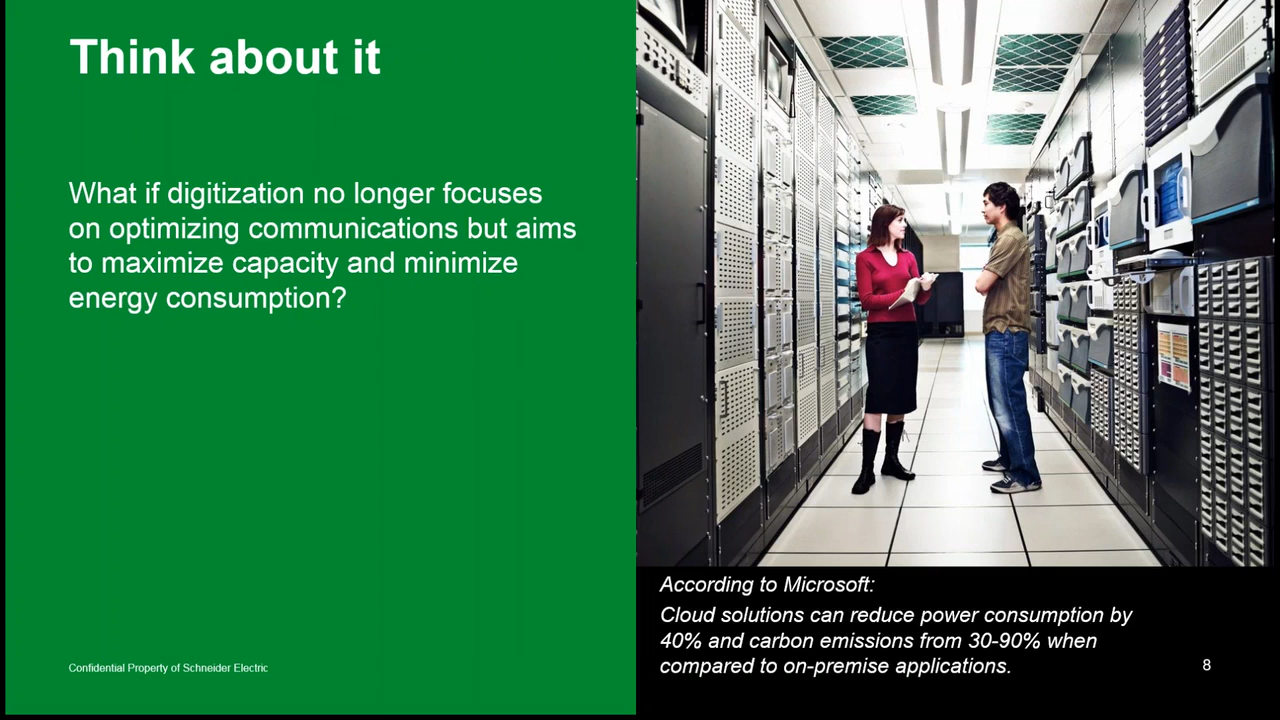 Think about it
What if digitization no longer focuses
on optimizing communications but aims
to maximize capacity and minimize
energy consumption?
According to Microsoft:
Cloud solutions can reduce power consumption by
40% and carbon emissions from 30-90% when
compared to on-premise applications.
Confidential Property of Schneider Electric
8